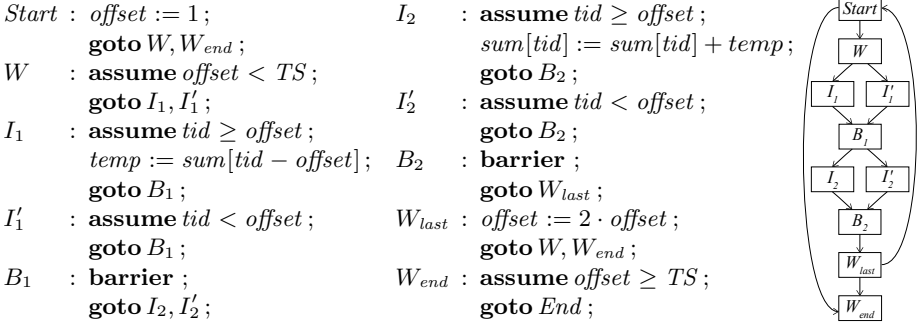 Start : offset := 1 ;
goto W, W_end ;
W : assume offset < TS ;
goto I_1, I'_1 ;
I_1 : assume tid ≥ offset ;
temp := sum[tid − offset] ;
goto B_1 ;
I'_1 : assume tid < offset ;
goto B_1 ;
B_1 : barrier ;
goto I_2, I'_2 ;
I_2 : assume tid ≥ offset ;
sum[tid] := sum[tid] + temp ;
goto B_2 ;
I'_2 : assume tid < offset ;
goto B_2 ;
B_2 : barrier ;
goto W_last ;
W_last : offset := 2 · offset ;
goto W, W_end ;
W_end : assume offset ≥ TS ;
goto End ;
Start
W
I_1 I'_1
B_1
I_2 I'_2
B_2
W_last
W_end